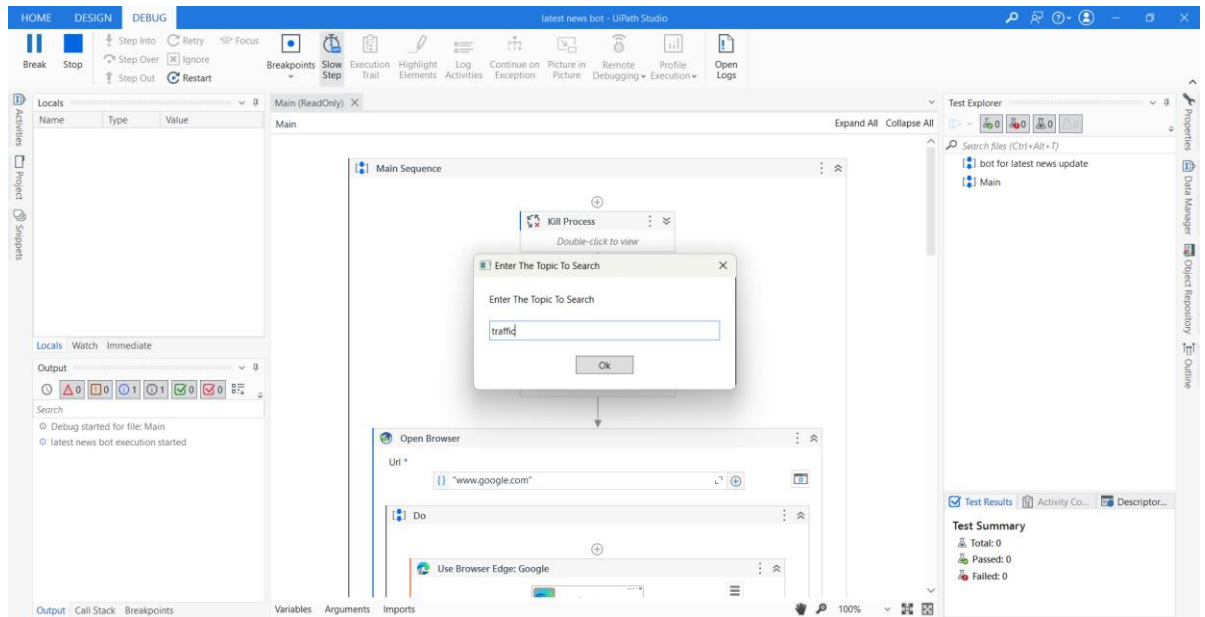 HOME DESIGN DEBUG latest news bot - UiPath Studio
Break Stop Step Into Retry Focus
Step Over Ignore
Step Out Restart
Breakpoints Slow Step Execution Trail Highlight Elements Log Activities Continue on Exception Picture in Picture Remote Debugging Profile Execution Open Logs
Activities
Project
Snippets
Locals
Name Type Value
Locals Watch Immediate
Output
0 0 1 1 0 0
Search
Debug started for file: Main
latest news bot execution started
Output Call Stack Breakpoints
Main (ReadOnly)
Main Expand All Collapse All
Main Sequence
Kill Process
Double-click to view
Enter The Topic To Search
Enter The Topic To Search
traffic
Ok
Open Browser
Url *
{} "www.google.com"
Do
Use Browser Edge: Google
Variables Arguments Imports 100%
Test Explorer
0 0 0
Search files (Ctrl+Alt+T)
bot for latest news update
Main
Test Results Activity Co... Descriptor...
Test Summary
Total: 0
Passed: 0
Failed: 0
Properties
Data Manager
Object Repository
Outline